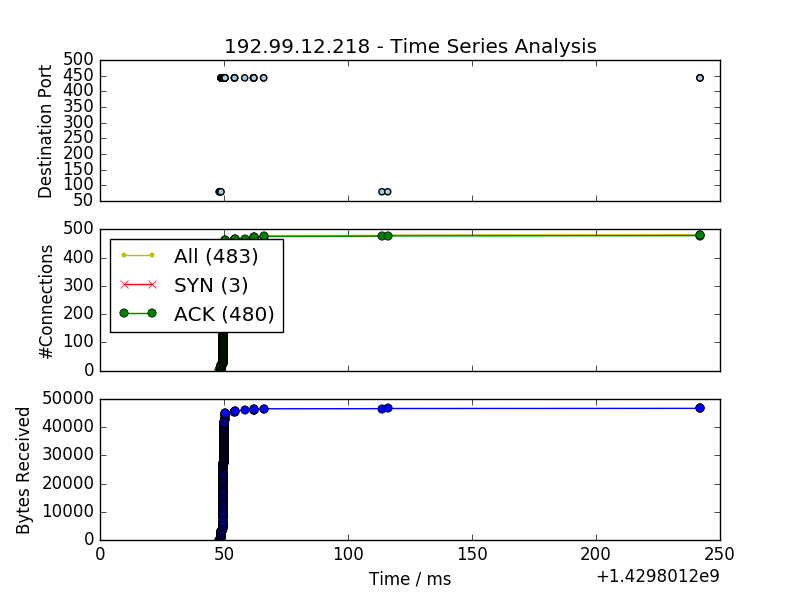 192.99.12.218 - Time Series Analysis
500
450
400
350
300
250
200
150
100
50
Destination Port
500
400
300
200
100
0
#Connections
All (483)
SYN (3)
ACK (480)
50000
40000
30000
20000
10000
0
Bytes Received
0 50 100 150 200 250
Time / ms
+1.4298012e9